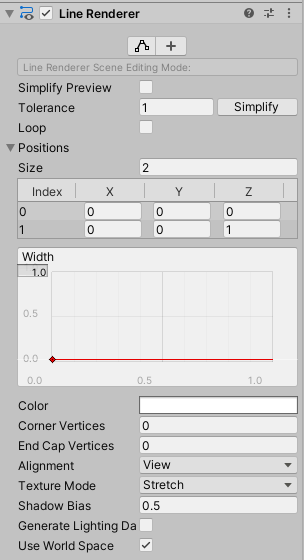 Line Renderer
Line Renderer Scene Editing Mode:
Simplify Preview
Tolerance 1 Simplify
Loop
Positions
Size 2
Index X Y Z
0 0 0 0
1 0 0 1
Width
1.0
0.5
0.0
0.0 0.5 1.0
Color
Corner Vertices 0
End Cap Vertices 0
Alignment View
Texture Mode Stretch
Shadow Bias 0.5
Generate Lighting Da
Use World Space